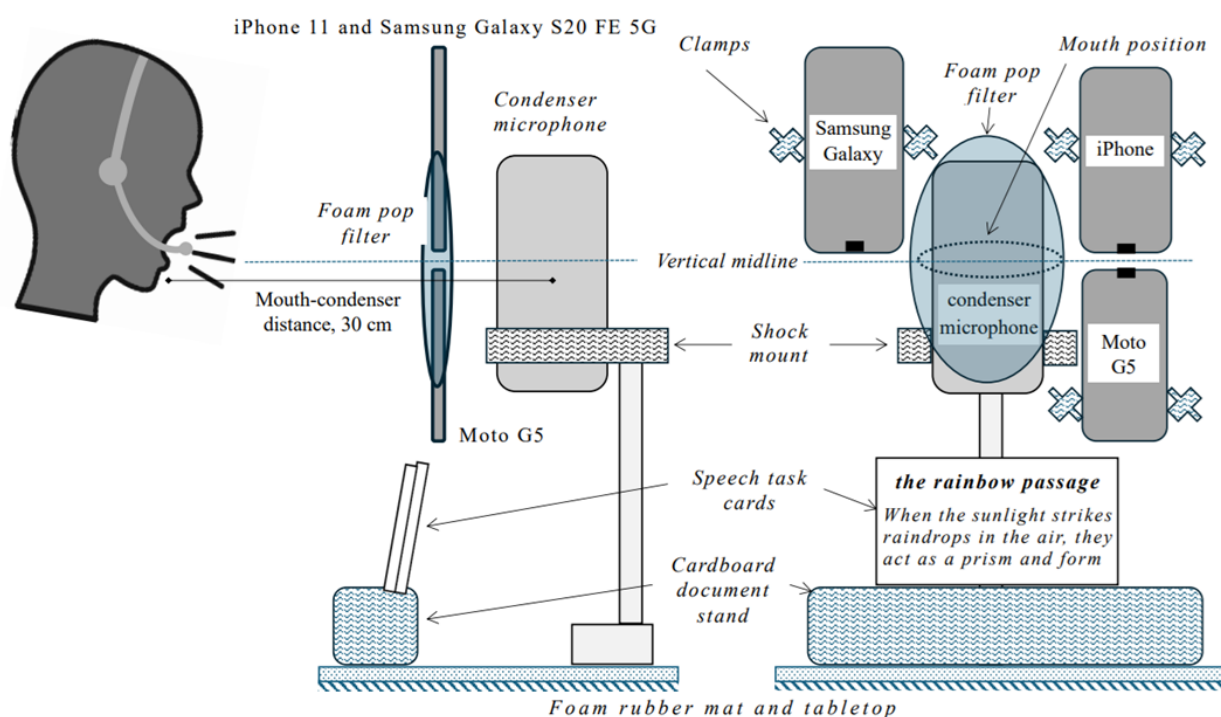 iPhone 11 and Samsung Galaxy S20 FE 5G
Clamps
Mouth position
Foam pop
filter
Condenser
microphone
Samsung
Galaxy
iPhone
Foam pop
filter
Vertical midline
Mouth-condenser
distance, 30 cm
condenser
microphone
Shock
mount
Moto
G5
Moto G5
Speech task
cards
the rainbow passage
When the sunlight strikes
raindrops in the air, they
act as a prism and form
Cardboard
document
stand
Foam rubber mat and tabletop